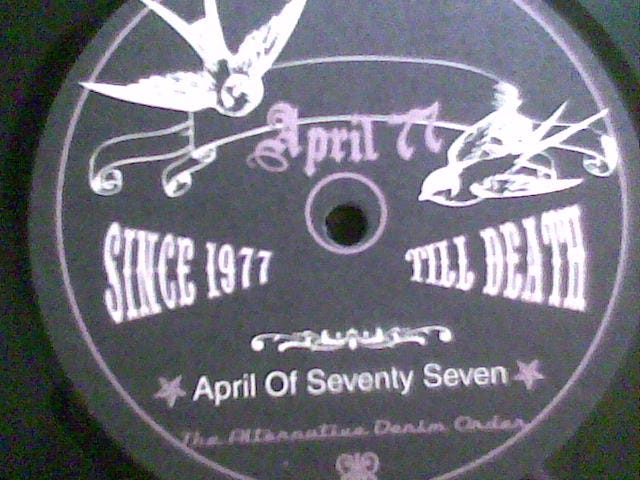 April 77
SINCE 1977 TILL DEATH
April Of Seventy Seven
The Alternative Denim Order